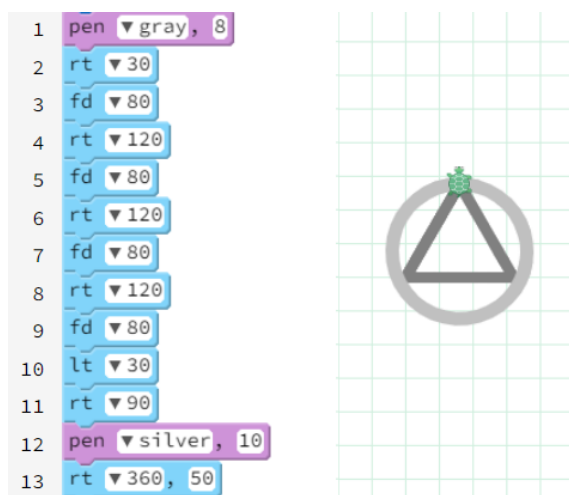 1 pen ▼gray, 8
2 rt ▼30
3 fd ▼80
4 rt ▼120
5 fd ▼80
6 rt ▼120
7 fd ▼80
8 rt ▼120
9 fd ▼80
10 lt ▼30
11 rt ▼90
12 pen ▼silver, 10
13 rt ▼360, 50